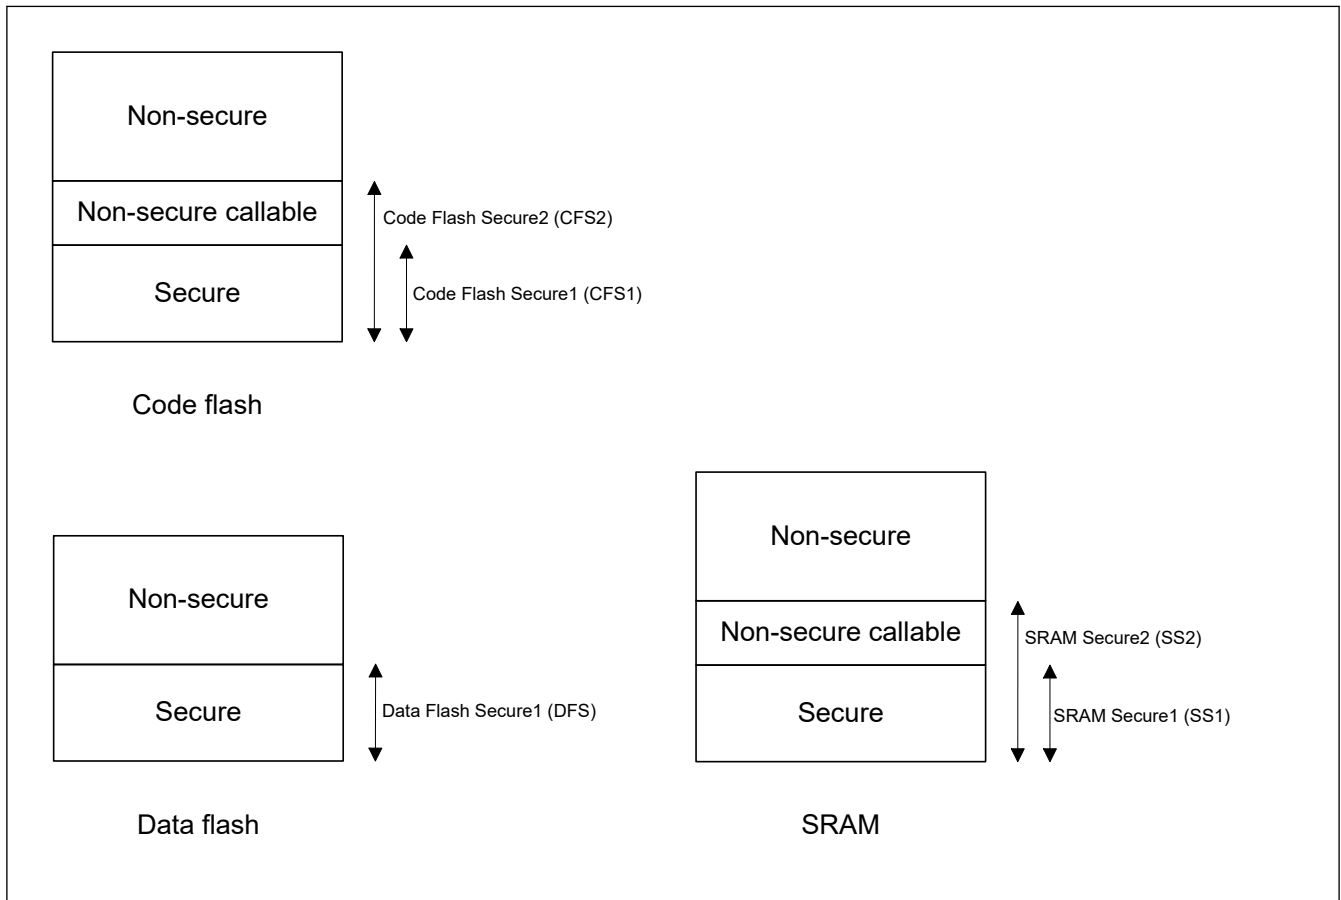 Non-secure
Non-secure callable
Code Flash Secure2 (CFS2)
Secure
Code Flash Secure1 (CFS1)
Code flash
Non-secure
Secure
Data Flash Secure1 (DFS)
Data flash
Non-secure
Non-secure callable
SRAM Secure2 (SS2)
Secure
SRAM Secure1 (SS1)
SRAM